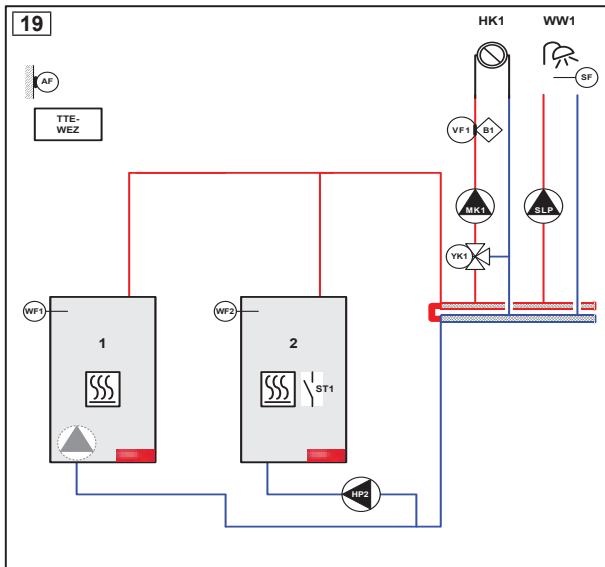 19
HK1 WW1
AF
SF
TTE-
WEZ
VF1 B1
MK1 SLP
YK1
WF1 WF2
1 2
ST1
HP2